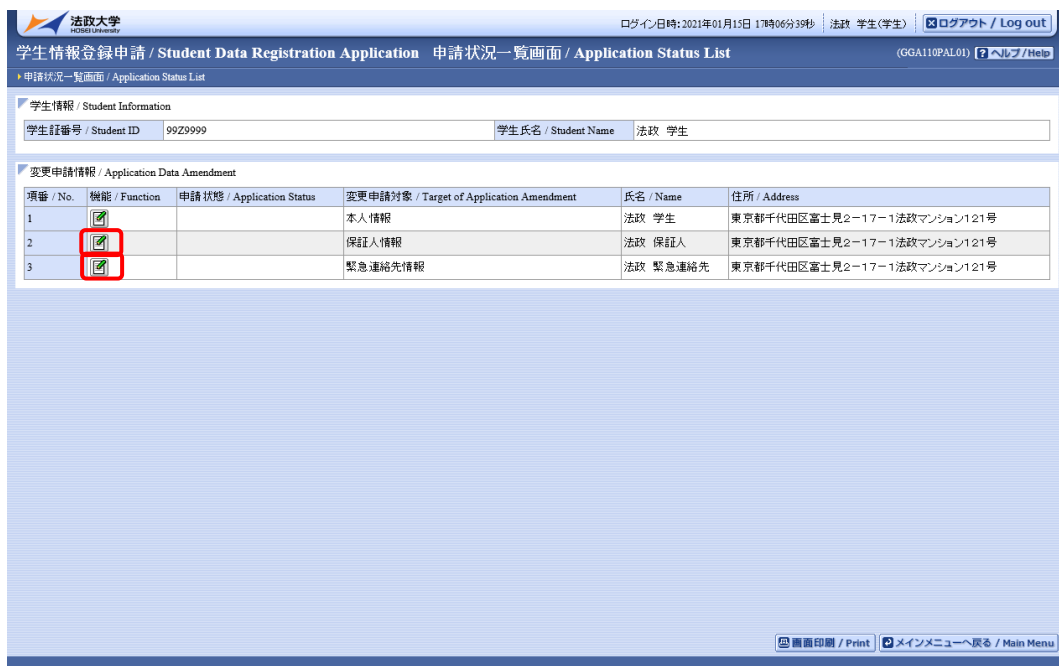 法政大学
HOSEI University
ログイン日時:2021年01月15日 17時06分39秒 法政 学生(学生) ログアウト / Log out
学生情報登録申請 / Student Data Registration Application 申請状況一覧画面 / Application Status List (GGA110PAL01) ヘルプ/Help
申請状況一覧画面 / Application Status List
学生情報 / Student Information
学生証番号 / Student ID 99Z9999 学生氏名 / Student Name 法政 学生
変更申請情報 / Application Data Amendment
項番 / No. 機能 / Function 申請状態 / Application Status 変更申請対象 / Target of Application Amendment 氏名 / Name 住所 / Address
1 本人情報 法政 学生 東京都千代田区富士見2-17-1法政マンション121号
2 保証人情報 法政 保証人 東京都千代田区富士見2-17-1法政マンション121号
3 緊急連絡先情報 法政 緊急連絡先 東京都千代田区富士見2-17-1法政マンション121号
画面印刷 / Print メインメニューへ戻る / Main Menu